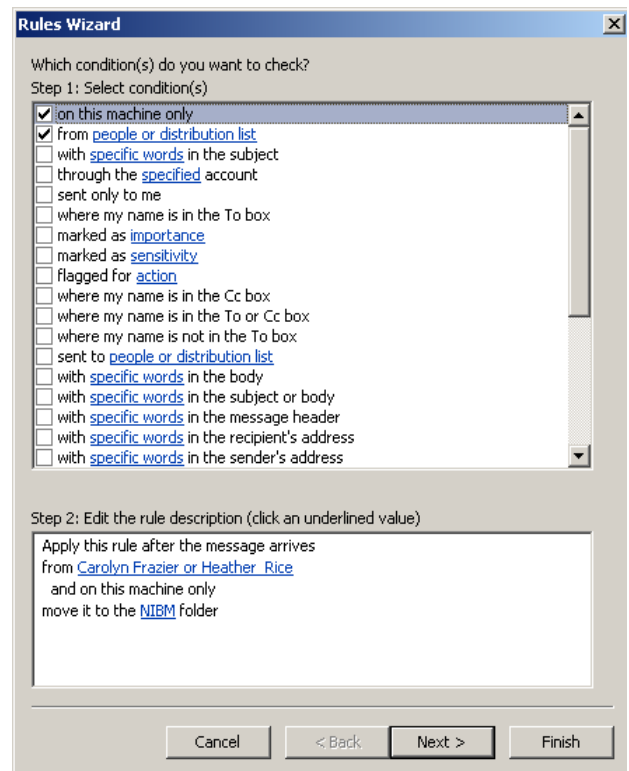 Rules Wizard
Which condition(s) do you want to check?
Step 1: Select condition(s)
on this machine only
from people or distribution list
with specific words in the subject
through the specified account
sent only to me
where my name is in the To box
marked as importance
marked as sensitivity
flagged for action
where my name is in the Cc box
where my name is in the To or Cc box
where my name is not in the To box
sent to people or distribution list
with specific words in the body
with specific words in the subject or body
with specific words in the message header
with specific words in the recipient's address
with specific words in the sender's address
Step 2: Edit the rule description (click an underlined value)
Apply this rule after the message arrives
from Carolyn Frazier or Heather Rice
and on this machine only
move it to the NIBM folder
Cancel < Back Next > Finish